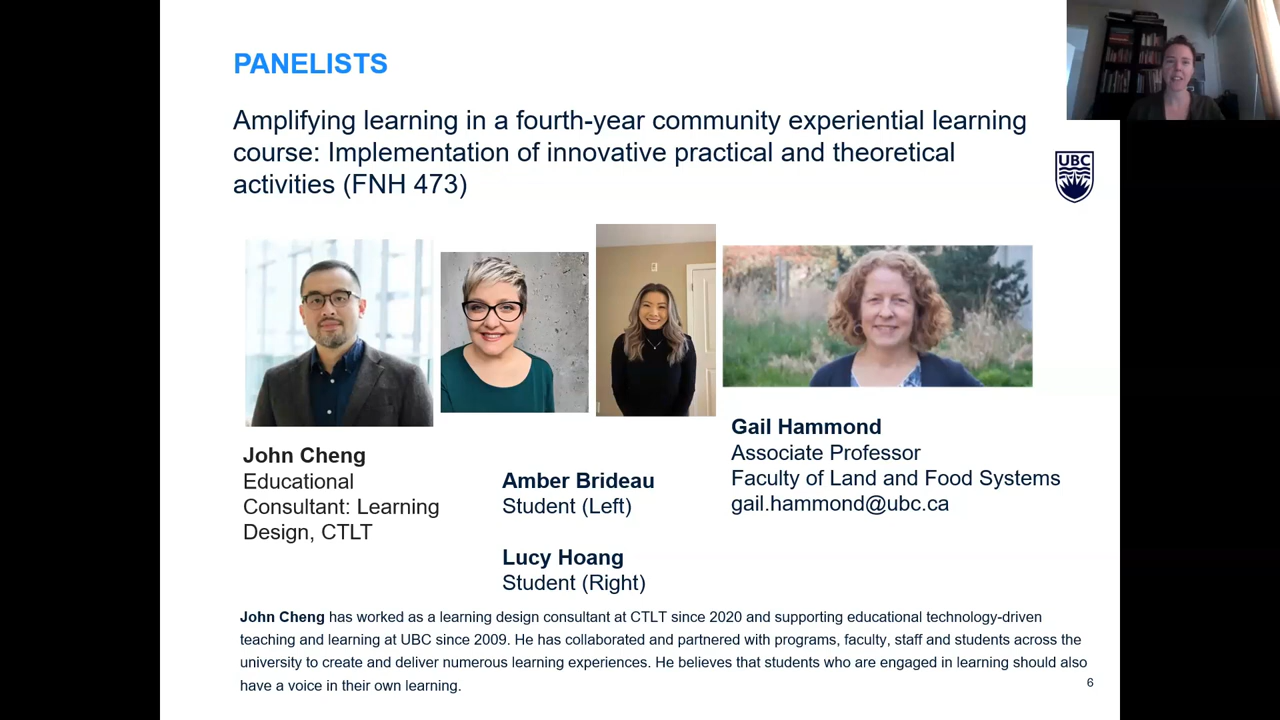 PANELISTS
Amplifying learning in a fourth-year community experiential learning
course: Implementation of innovative practical and theoretical
activities (FNH 473)
UBC
John Cheng
Educational
Consultant: Learning
Design, CTLT
Amber Brideau
Student (Left)
Lucy Hoang
Student (Right)
Gail Hammond
Associate Professor
Faculty of Land and Food Systems
gail.hammond@ubc.ca
John Cheng has worked as a learning design consultant at CTLT since 2020 and supporting educational technology-driven
teaching and learning at UBC since 2009. He has collaborated and partnered with programs, faculty, staff and students across the
university to create and deliver numerous learning experiences. He believes that students who are engaged in learning should also
have a voice in their own learning.
6